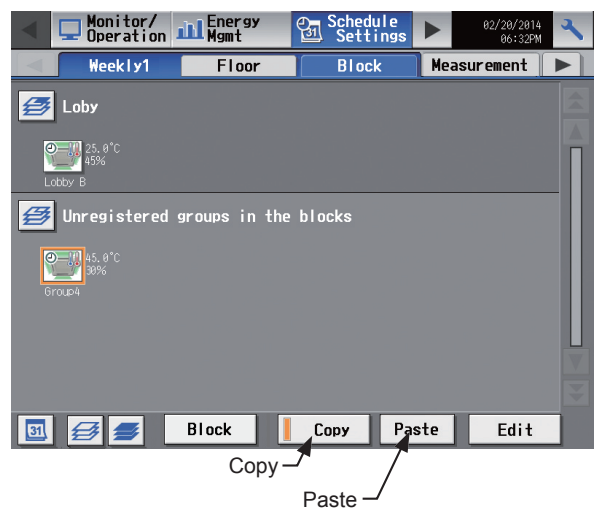 Monitor/
Operation
Energy
Mgmt
31
Schedule
Settings
02/20/2014
06:32PM
Weekly1
Floor
Block
Measurement
Loby
25.0°C
45%
Lobby B
Unregistered groups in the blocks
45.0°C
30%
Group4
31
Block
Copy
Paste
Edit
Copy
Paste